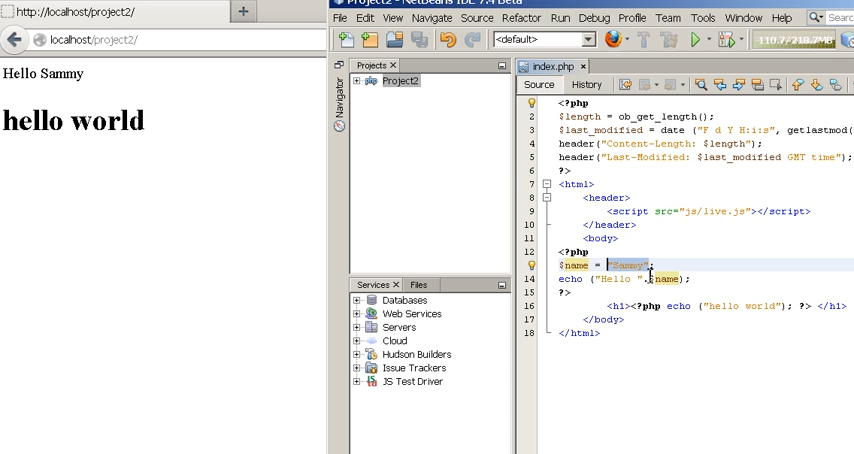 http://localhost/project2/
localhost/project2/
Hello Sammy
hello world
Project2 - NetBeans IDE 7.4 Beta
File Edit View Navigate Source Refactor Run Debug Profile Team Tools Window Help Search
<default>
110.7/218.2MB
Projects
Project2
Navigator
Services
Files
Databases
Web Services
Servers
Cloud
Hudson Builders
Issue Trackers
JS Test Driver
index.php
Source History
<?php
2 $length = ob_get_length();
3 $last_modified = date ("F d Y H:i:s", getlastmod(
4 header("Content-Length: $length");
5 header("Last-Modified: $last_modified GMT time");
6 ?>
7 <html>
8 <header>
9 <script src="js/live.js"></script>
10 </header>
11 <body>
12 <?php
$name = "Sammy";
14 echo ("Hello ".$name);
15 ?>
16 <h1><?php echo ("hello world"); ?> </h1>
17 </body>
18 </html>